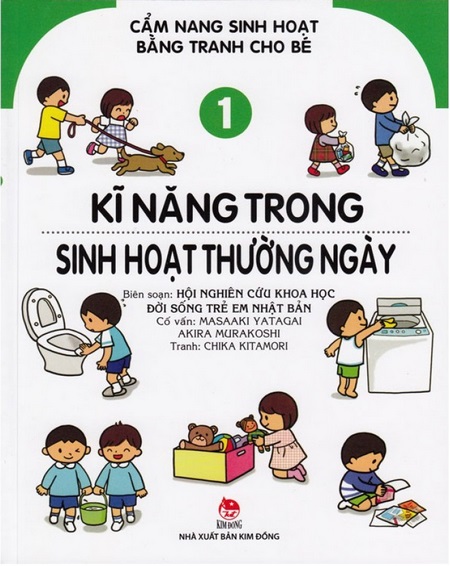 CẨM NANG SINH HOẠT
BẰNG TRANH CHO BÉ
1
KĨ NĂNG TRONG
SINH HOẠT THƯỜNG NGÀY
Biên soạn: HỘI NGHIÊN CỨU KHOA HỌC
ĐỜI SỐNG TRẺ EM NHẬT BẢN
Cố vấn: MASAAKI YATAGAI
AKIRA MURAKOSHI
Tranh: CHIKA KITAMORI
KIM ĐỒNG
NHÀ XUẤT BẢN KIM ĐỒNG